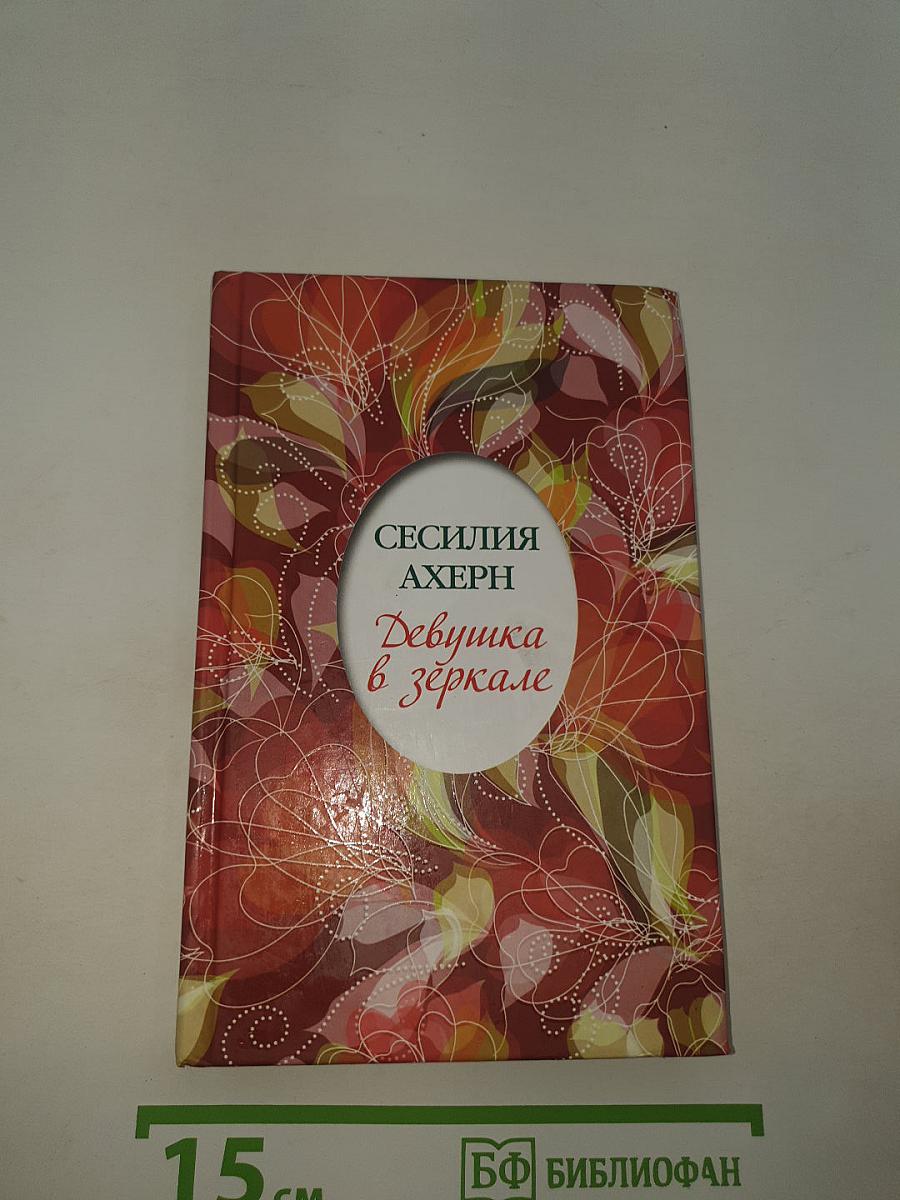 СЕСИЛИЯ
АХЕРН
Девушка
в зеркале
15 см
БФ БИБЛИОФАН